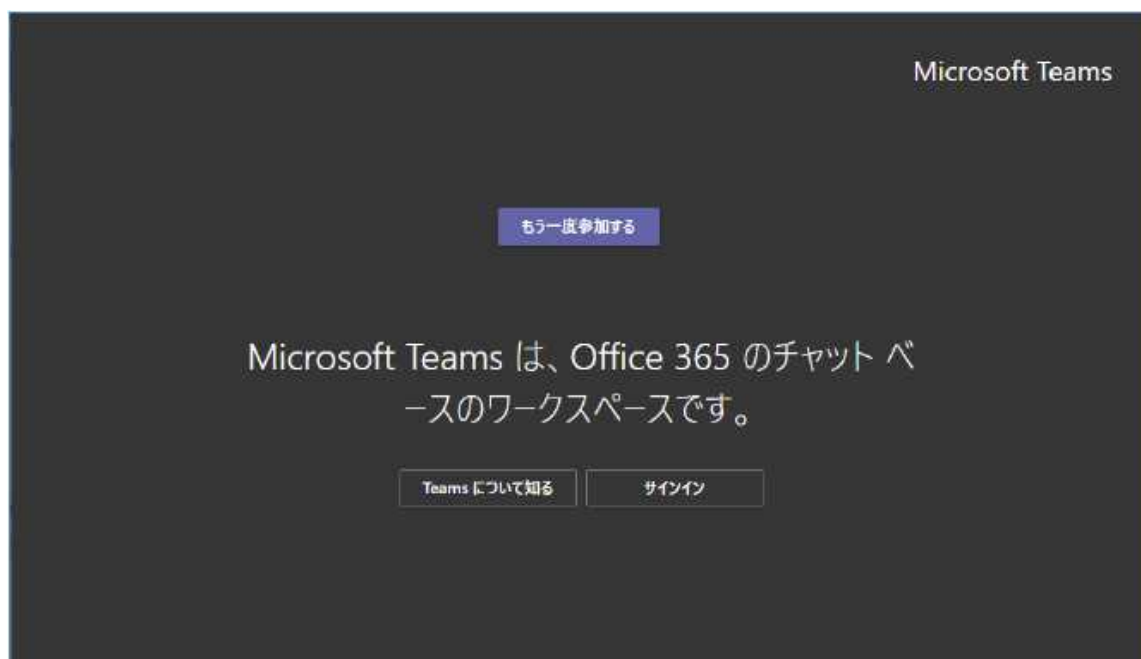 Microsoft Teams
もう一度参加する
Microsoft Teams は、Office 365 のチャット ベ
ースのワークスペースです。
Teams について知る
サインイン